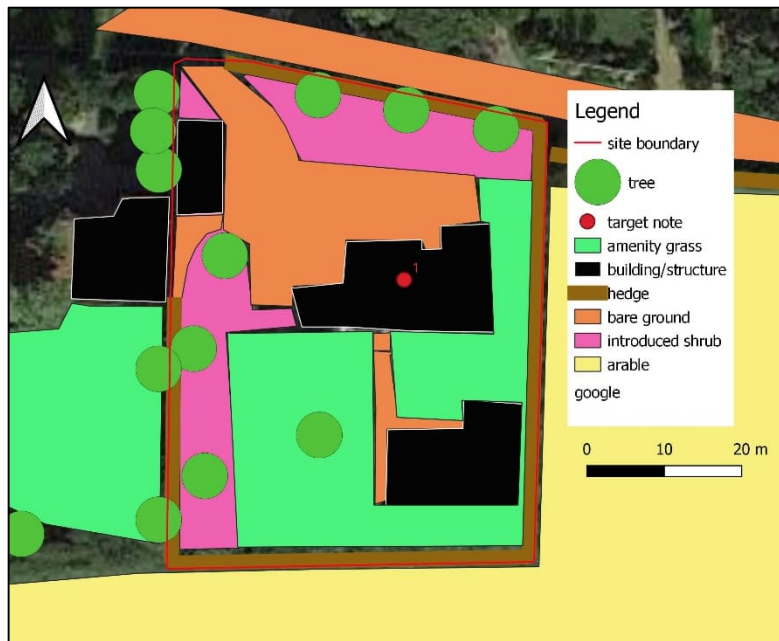 Legend
site boundary
tree
target note
amenity grass
building/structure
hedge
bare ground
introduced shrub
arable
google
0 10 20 m
1